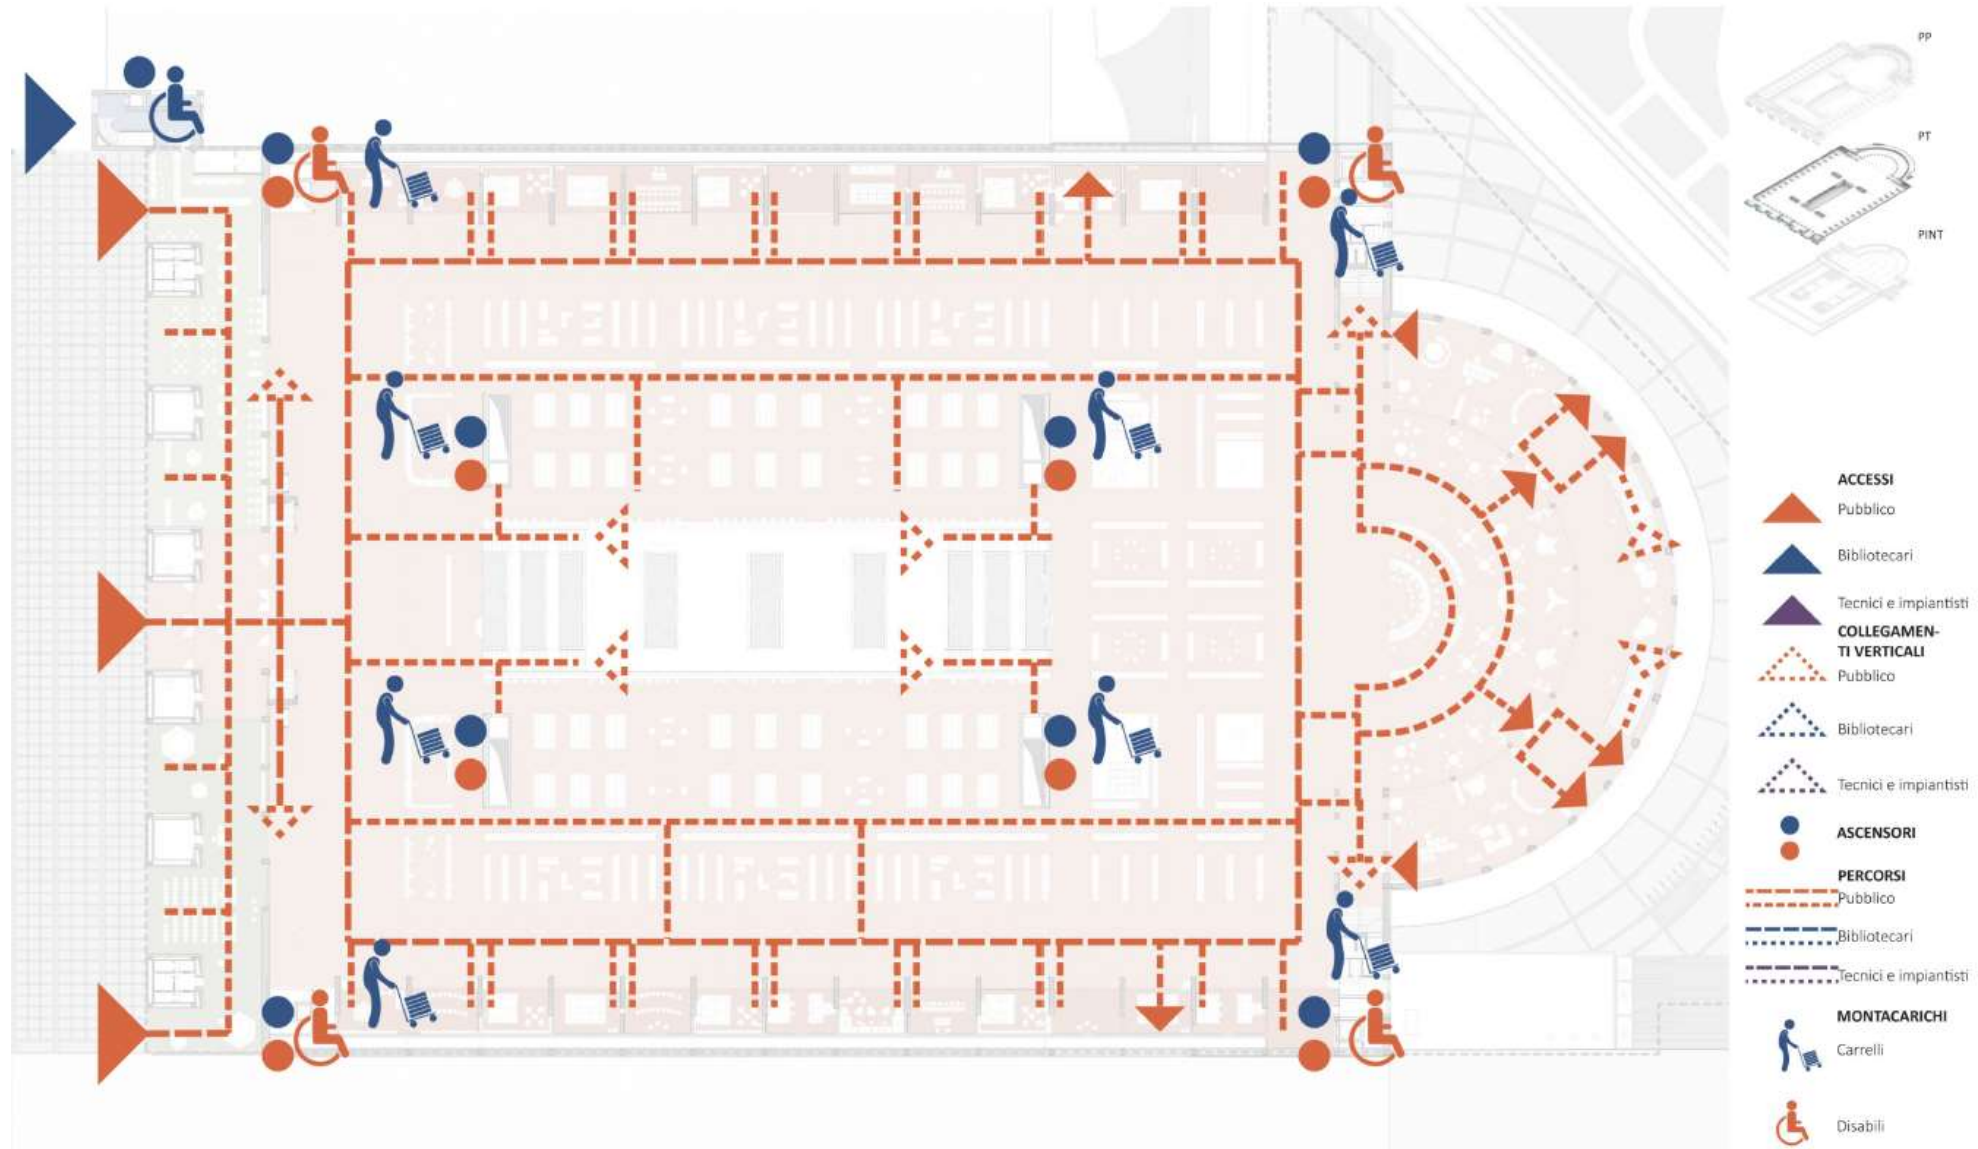 PP
PT
PINT
ACCESSI
Pubblico
Bibliotecari
Tecnici e impiantisti
COLLEGAMEN-
TI VERTICALI
Pubblico
Bibliotecari
Tecnici e impiantisti
ASCENSORI
PERCORSI
Pubblico
Bibliotecari
Tecnici e impiantisti
MONTACARICHI
Carrelli
Disabili